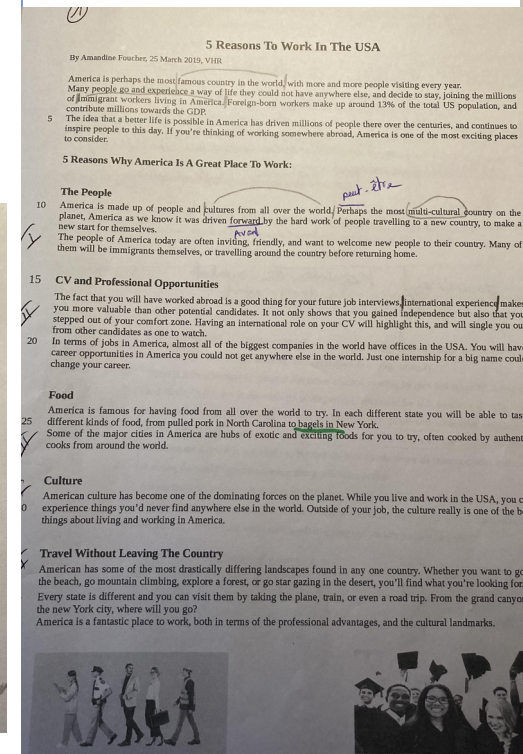 5 Reasons To Work In The USA
By Amandine Foucher, 25 March 2019, VHR
America is perhaps the most famous country in the world, with more and more people visiting every year.
Many people go and experience a way of life they could not have anywhere else, and decide to stay, joining the millions
of immigrant workers living in America. Foreign-born workers make up around 13% of the total US population, and
contribute millions towards the GDP.
5 The idea that a better life is possible in America has driven millions of people there over the centuries, and continues to
inspire people to this day. If you're thinking of working somewhere abroad, America is one of the most exciting places
to consider.
5 Reasons Why America Is A Great Place To Work:
peut-être
The People
10 America is made up of people and cultures from all over the world. Perhaps the most multi-cultural country on the
planet, America as we know it was driven forward by the hard work of people travelling to a new country, to make a
new start for themselves.
The people of America today are often inviting, friendly, and want to welcome new people to their country. Many of
them will be immigrants themselves, or travelling around the country before returning home.
15 CV and Professional Opportunities
The fact that you will have worked abroad is a good thing for your future job interviews, international experience makes
you more valuable than other potential candidates. It not only shows that you gained independence but also that you
stepped out of your comfort zone. Having an international role on your CV will highlight this, and will single you ou
from other candidates as one to watch.
20 In terms of jobs in America, almost all of the biggest companies in the world have offices in the USA. You will have
career opportunities in America you could not get anywhere else in the world. Just one internship for a big name coul
change your career.
Food
America is famous for having food from all over the world to try. In each different state you will be able to tas
25 different kinds of food, from pulled pork in North Carolina to bagels in New York.
Some of the major cities in America are hubs of exotic and exciting foods for you to try, often cooked by authent
cooks from around the world.
Culture
American culture has become one of the dominating forces on the planet. While you live and work in the USA, you c
0 experience things you'd never find anywhere else in the world. Outside of your job, the culture really is one of the b
things about living and working in America.
Travel Without Leaving The Country
American has some of the most drastically differing landscapes found in any one country. Whether you want to go
the beach, go mountain climbing, explore a forest, or go star gazing in the desert, you'll find what you're looking for.
Every state is different and you can visit them by taking the plane, train, or even a road trip. From the grand canyo
the new York city, where will you go?
America is a fantastic place to work, both in terms of the professional advantages, and the cultural landmarks.